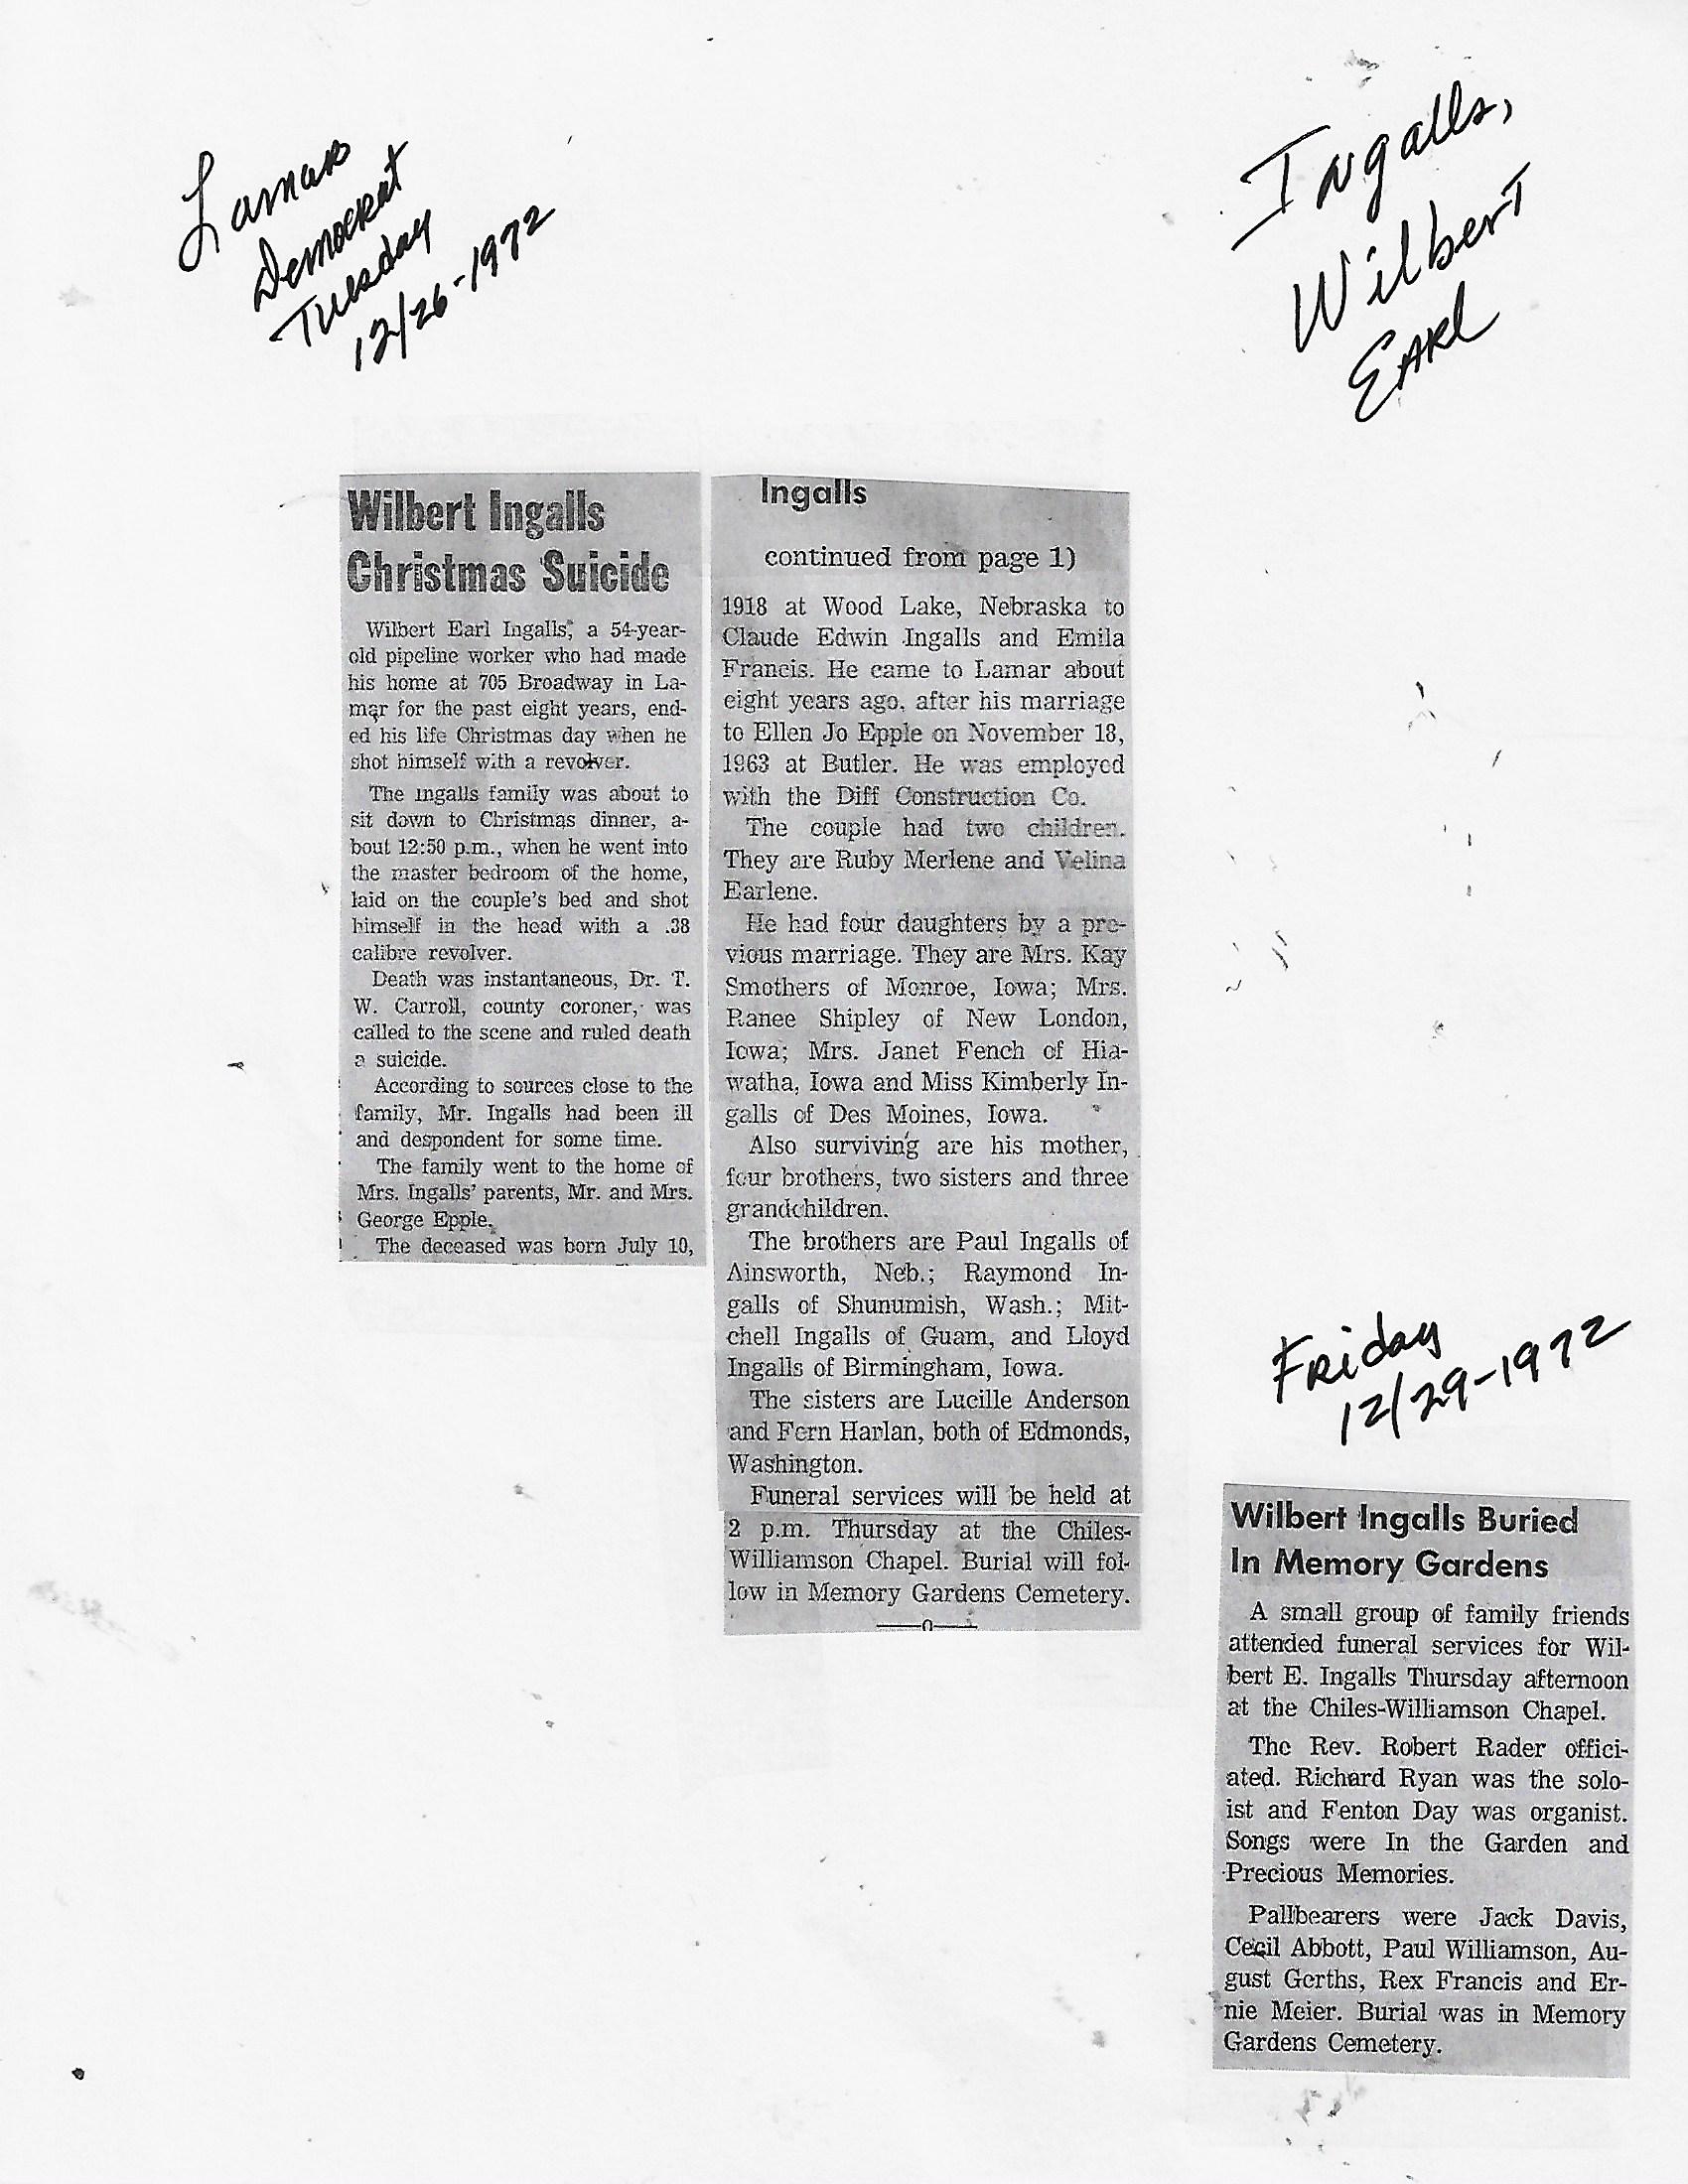 Lamar
Democrat
Tuesday
12/26-1972
Ingalls,
Wilbert
Earl
Wilbert Ingalls
Christmas Suicide
Wilbert Earl Ingalls, a 54-year-
old pipeline worker who had made
his home at 705 Broadway in La-
mar for the past eight years, end-
ed his life Christmas day when he
shot himself with a revolver.
The Ingalls family was about to
sit down to Christmas dinner, a-
bout 12:50 p.m., when he went into
the master bedroom of the home,
laid on the couple's bed and shot
himself in the head with a .38
calibre revolver.
Death was instantaneous, Dr. T.
W. Carroll, county coroner, was
called to the scene and ruled death
a suicide.
According to sources close to the
family, Mr. Ingalls had been ill
and despondent for some time.
The family went to the home of
Mrs. Ingalls' parents, Mr. and Mrs.
George Epple.
The deceased was born July 10,
Ingalls
continued from page 1)
1918 at Wood Lake, Nebraska to
Claude Edwin Ingalls and Emila
Francis. He came to Lamar about
eight years ago, after his marriage
to Ellen Jo Epple on November 18,
1963 at Butler. He was employed
with the Diff Construction Co.
The couple had two children.
They are Ruby Merlene and Velina
Earlene.
He had four daughters by a pre-
vious marriage. They are Mrs. Kay
Smothers of Monroe, Iowa; Mrs.
Ranee Shipley of New London,
Iowa; Mrs. Janet Fench of Hia-
watha, Iowa and Miss Kimberly In-
galls of Des Moines, Iowa.
Also surviving are his mother,
four brothers, two sisters and three
grandchildren.
The brothers are Paul Ingalls of
Ainsworth, Neb.; Raymond In-
galls of Shunumish, Wash.; Mit-
chell Ingalls of Guam, and Lloyd
Ingalls of Birmingham, Iowa.
The sisters are Lucille Anderson
and Fern Harlan, both of Edmonds,
Washington.
Funeral services will be held at
2 p.m. Thursday at the Chiles-
Williamson Chapel. Burial will fol-
low in Memory Gardens Cemetery.
—0—
Friday
12/29-1972
Wilbert Ingalls Buried
In Memory Gardens
A small group of family friends
attended funeral services for Wil-
bert E. Ingalls Thursday afternoon
at the Chiles-Williamson Chapel.
The Rev. Robert Rader offici-
ated. Richard Ryan was the solo-
ist and Fenton Day was organist.
Songs were In the Garden and
Precious Memories.
Pallbearers were Jack Davis,
Cecil Abbott, Paul Williamson, Au-
gust Gerths, Rex Francis and Er-
nie Meier. Burial was in Memory
Gardens Cemetery.